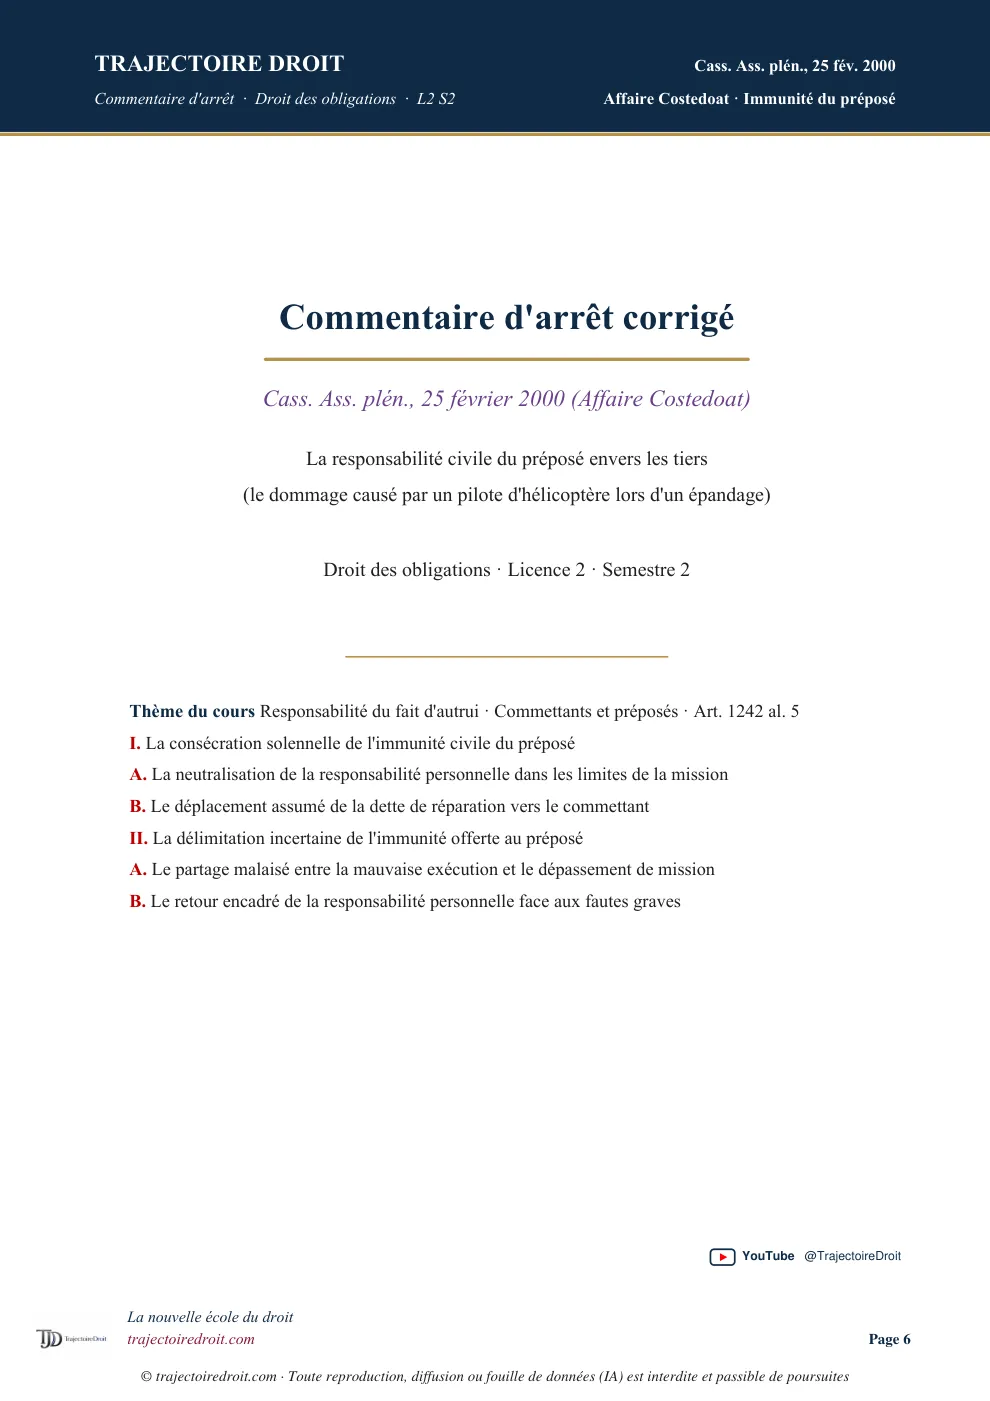 TRAJECTOIRE DROIT
Cass. Ass. plén., 25 fév. 2000
Commentaire d'arrêt · Droit des obligations · L2 S2
Affaire Costedoat · Immunité du préposé
Commentaire d'arrêt corrigé
Cass. Ass. plén., 25 février 2000 (Affaire Costedoat)
La responsabilité civile du préposé envers les tiers
(le dommage causé par un pilote d'hélicoptère lors d'un épandage)
Droit des obligations · Licence 2 · Semestre 2
Thème du cours Responsabilité du fait d'autrui · Commettants et préposés · Art. 1242 al. 5
I. La consécration solennelle de l'immunité civile du préposé
A. La neutralisation de la responsabilité personnelle dans les limites de la mission
B. Le déplacement assumé de la dette de réparation vers le commettant
II. La délimitation incertaine de l'immunité offerte au préposé
A. Le partage malaisé entre la mauvaise exécution et le dépassement de mission
B. Le retour encadré de la responsabilité personnelle face aux fautes graves
YouTube @TrajectoireDroit
La nouvelle école du droit
TJD TrajectoireDroit
trajectoiredroit.com
Page 6
© trajectoiredroit.com · Toute reproduction, diffusion ou fouille de données (IA) est interdite et passible de poursuites